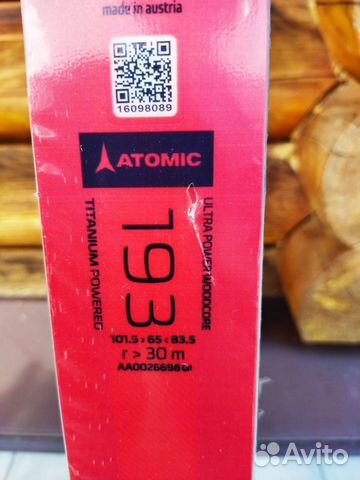 made in austria
16098089
ATOMIC
TITANIUM POWERED
193
ULTRA POWER WOODCORE
101.5 > 65 < 83.5
r > 30 m
AA0026698
Avito